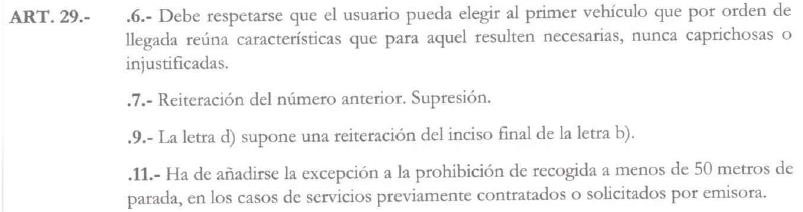 ART. 29.- .6.- Debe respetarse que el usuario pueda elegir al primer vehículo que por orden de
llegada reúna características que para aquel resulten necesarias, nunca caprichosas o
injustificadas.
.7.- Reiteración del número anterior. Supresión.
.9.- La letra d) supone una reiteración del inciso final de la letra b).
.11.- Ha de añadirse la excepción a la prohibición de recogida a menos de 50 metros de
parada, en los casos de servicios previamente contratados o solicitados por emisora.